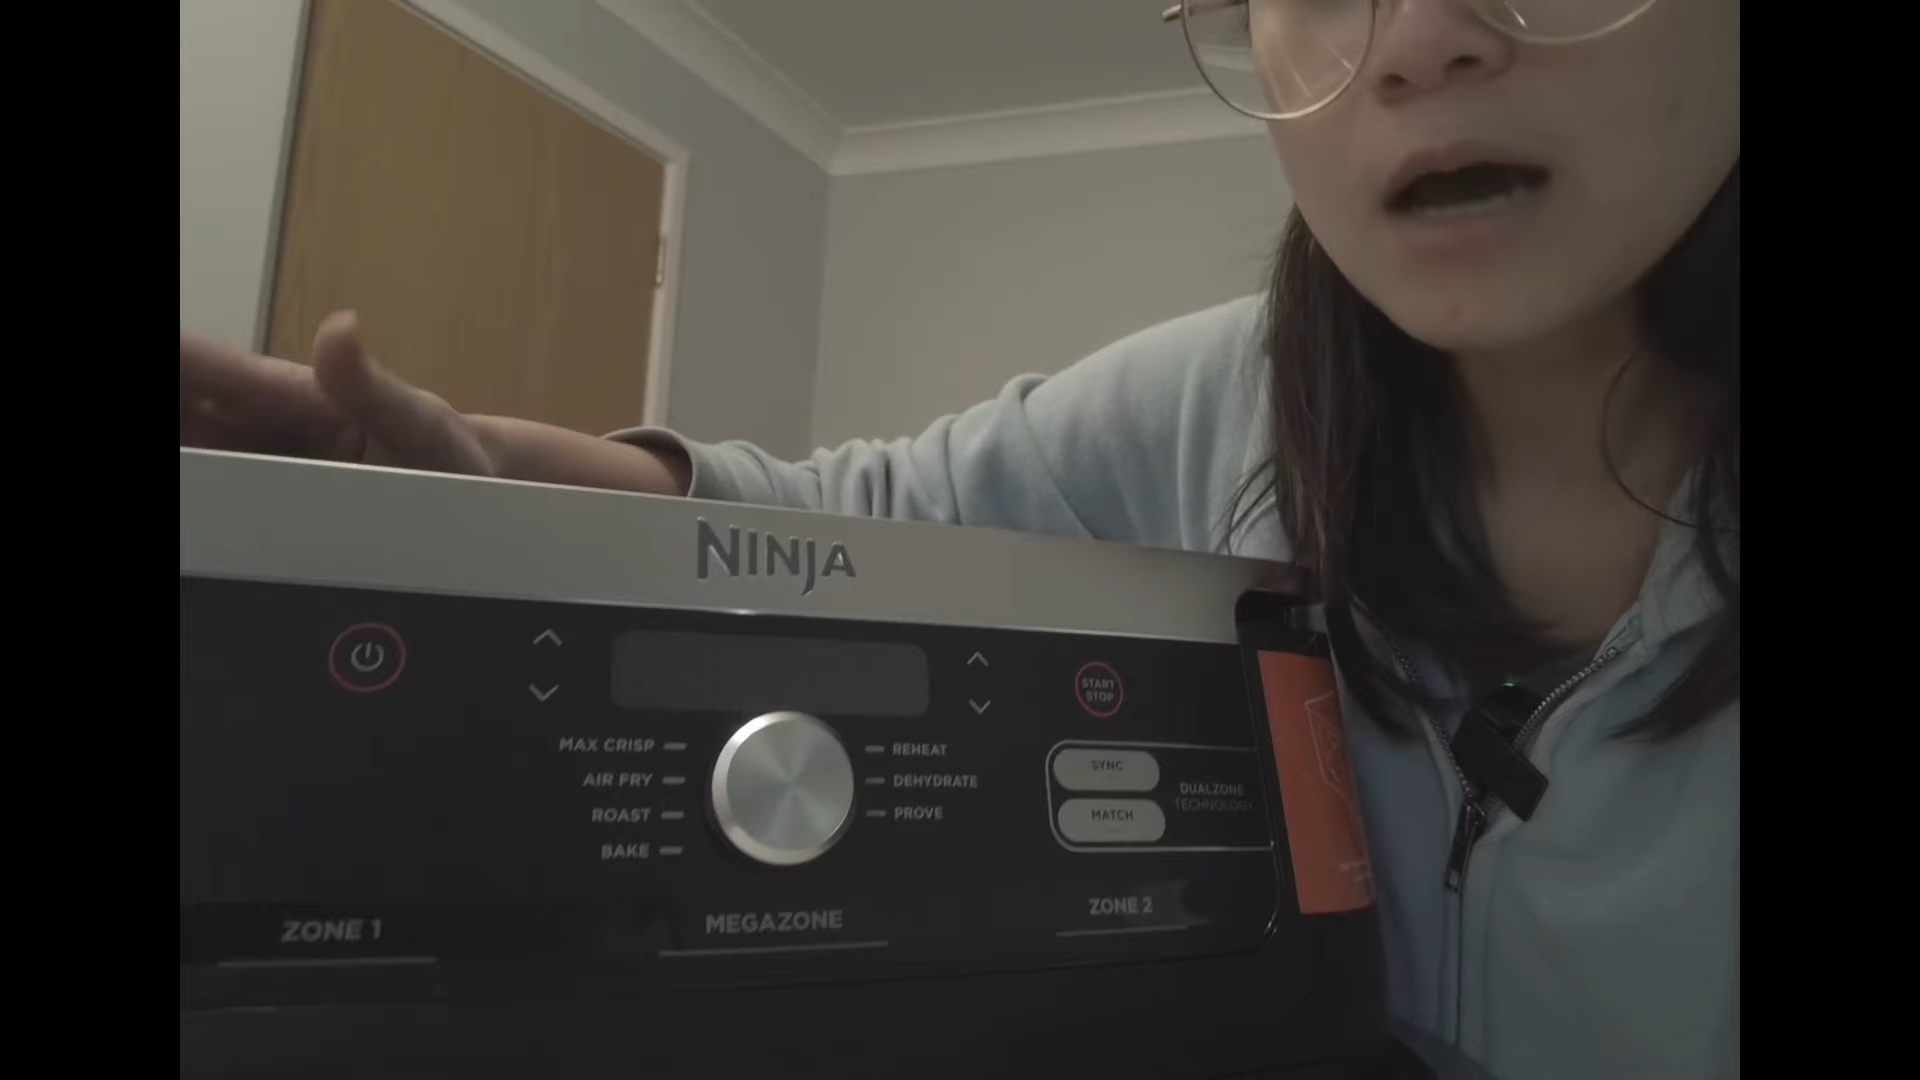 NINJA
START
STOP
MAX CRISP
AIR FRY
ROAST
BAKE
REHEAT
DEHYDRATE
PROVE
SYNC
MATCH
DUALZONE
TECHNOLOGY
ZONE 1
MEGAZONE
ZONE 2